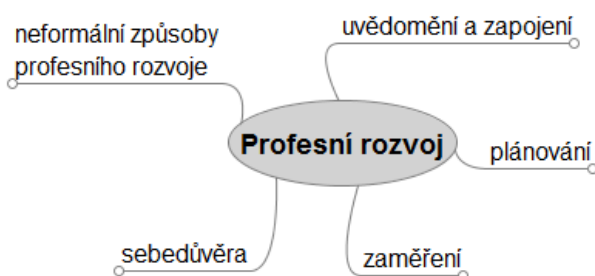 neformální způsoby
profesního rozvoje
uvědomění a zapojení
Profesní rozvoj
plánování
sebedůvěra
zaměření